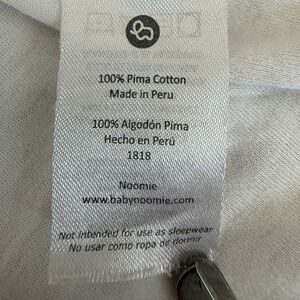 100% Pima Cotton
Made in Peru
100% Algodón Pima
Hecho en Perú
1818
Noomie
www.babynoomie.com
Not intended for use as sleepwear
No usar como ropa de dormir